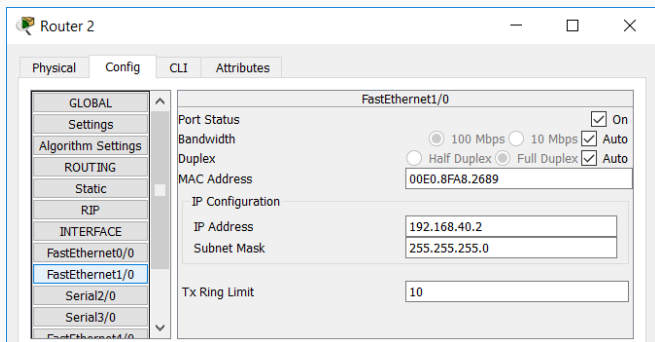 Router 2
Physical Config CLI Attributes
GLOBAL
Settings
Algorithm Settings
ROUTING
Static
RIP
INTERFACE
FastEthernet0/0
FastEthernet1/0
Serial2/0
Serial3/0
FastEthernet4/0
FastEthernet1/0
Port Status On
Bandwidth 100 Mbps 10 Mbps Auto
Duplex Half Duplex Full Duplex Auto
MAC Address 00E0.8FA8.2689
IP Configuration
IP Address 192.168.40.2
Subnet Mask 255.255.255.0
Tx Ring Limit 10